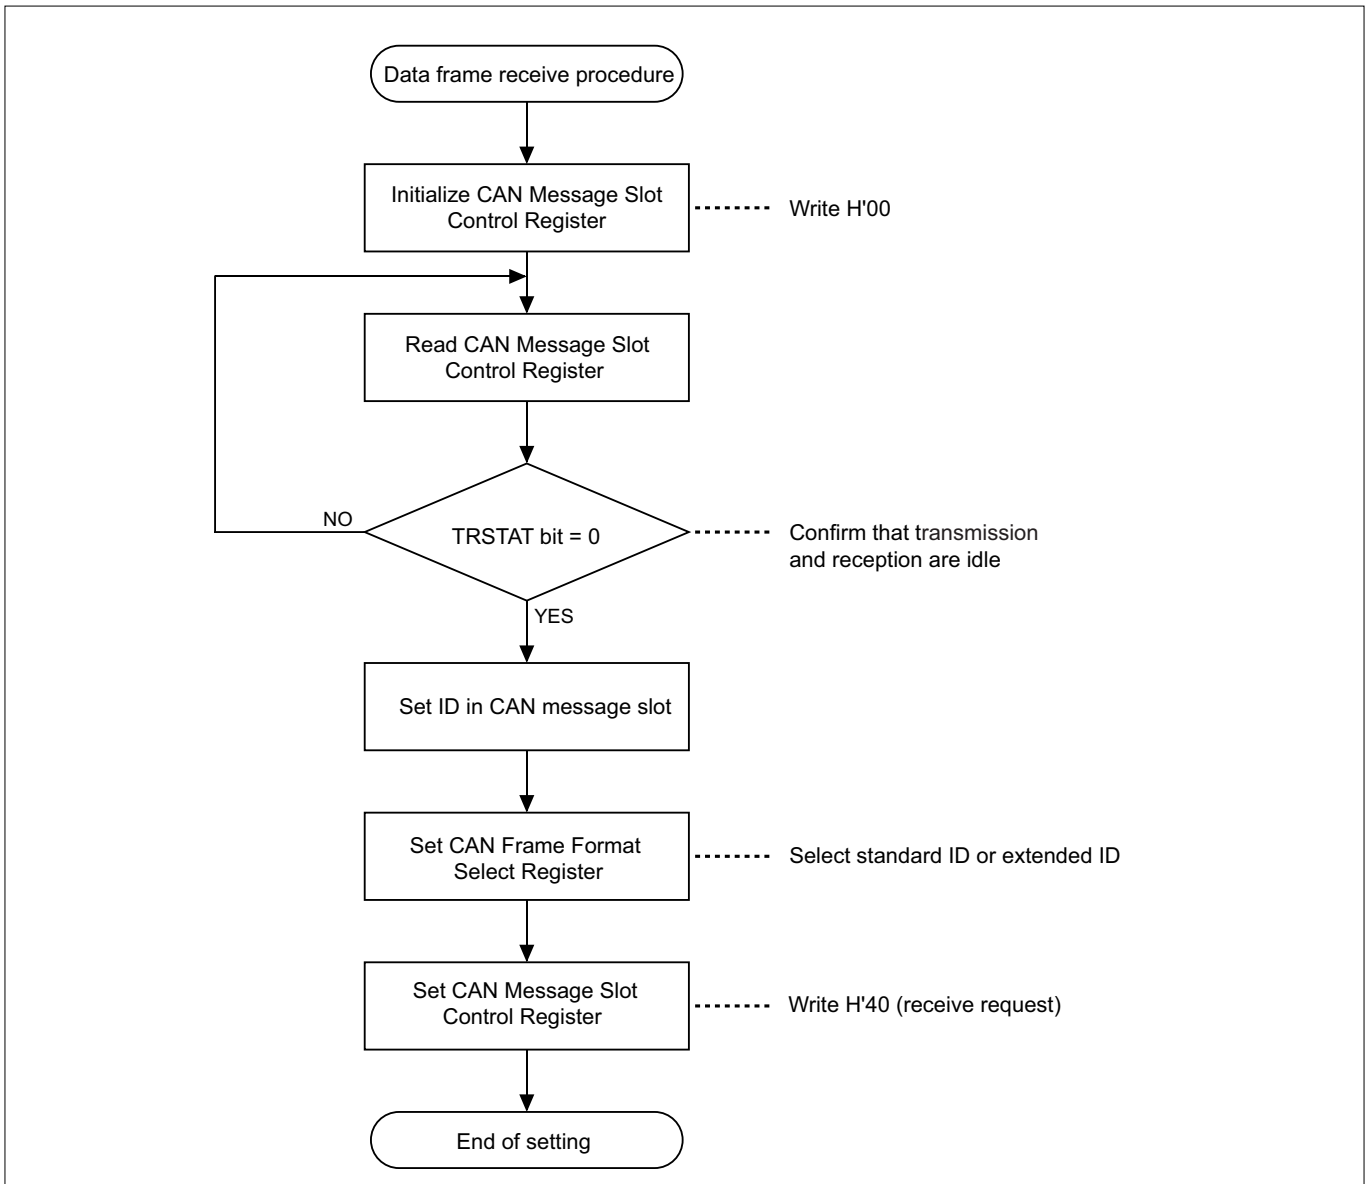 Data frame receive procedure
Initialize CAN Message Slot
Control Register
Write H'00
Read CAN Message Slot
Control Register
NO
TRSTAT bit = 0
Confirm that transmission
and reception are idle
YES
Set ID in CAN message slot
Set CAN Frame Format
Select Register
Select standard ID or extended ID
Set CAN Message Slot
Control Register
Write H'40 (receive request)
End of setting